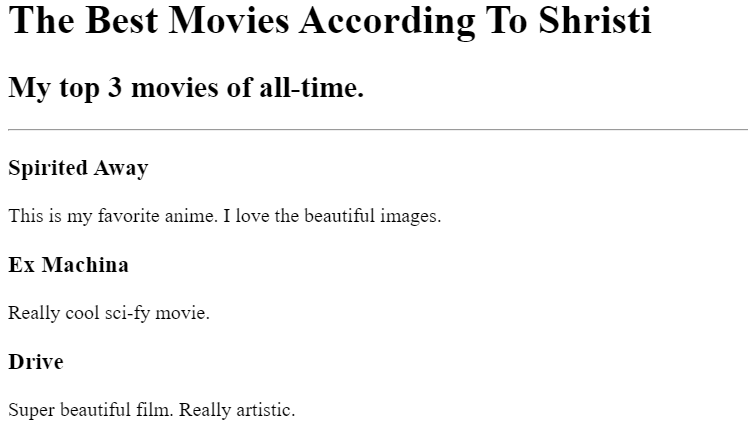 The Best Movies According To Shristi
My top 3 movies of all-time.
Spirited Away
This is my favorite anime. I love the beautiful images.
Ex Machina
Really cool sci-fy movie.
Drive
Super beautiful film. Really artistic.